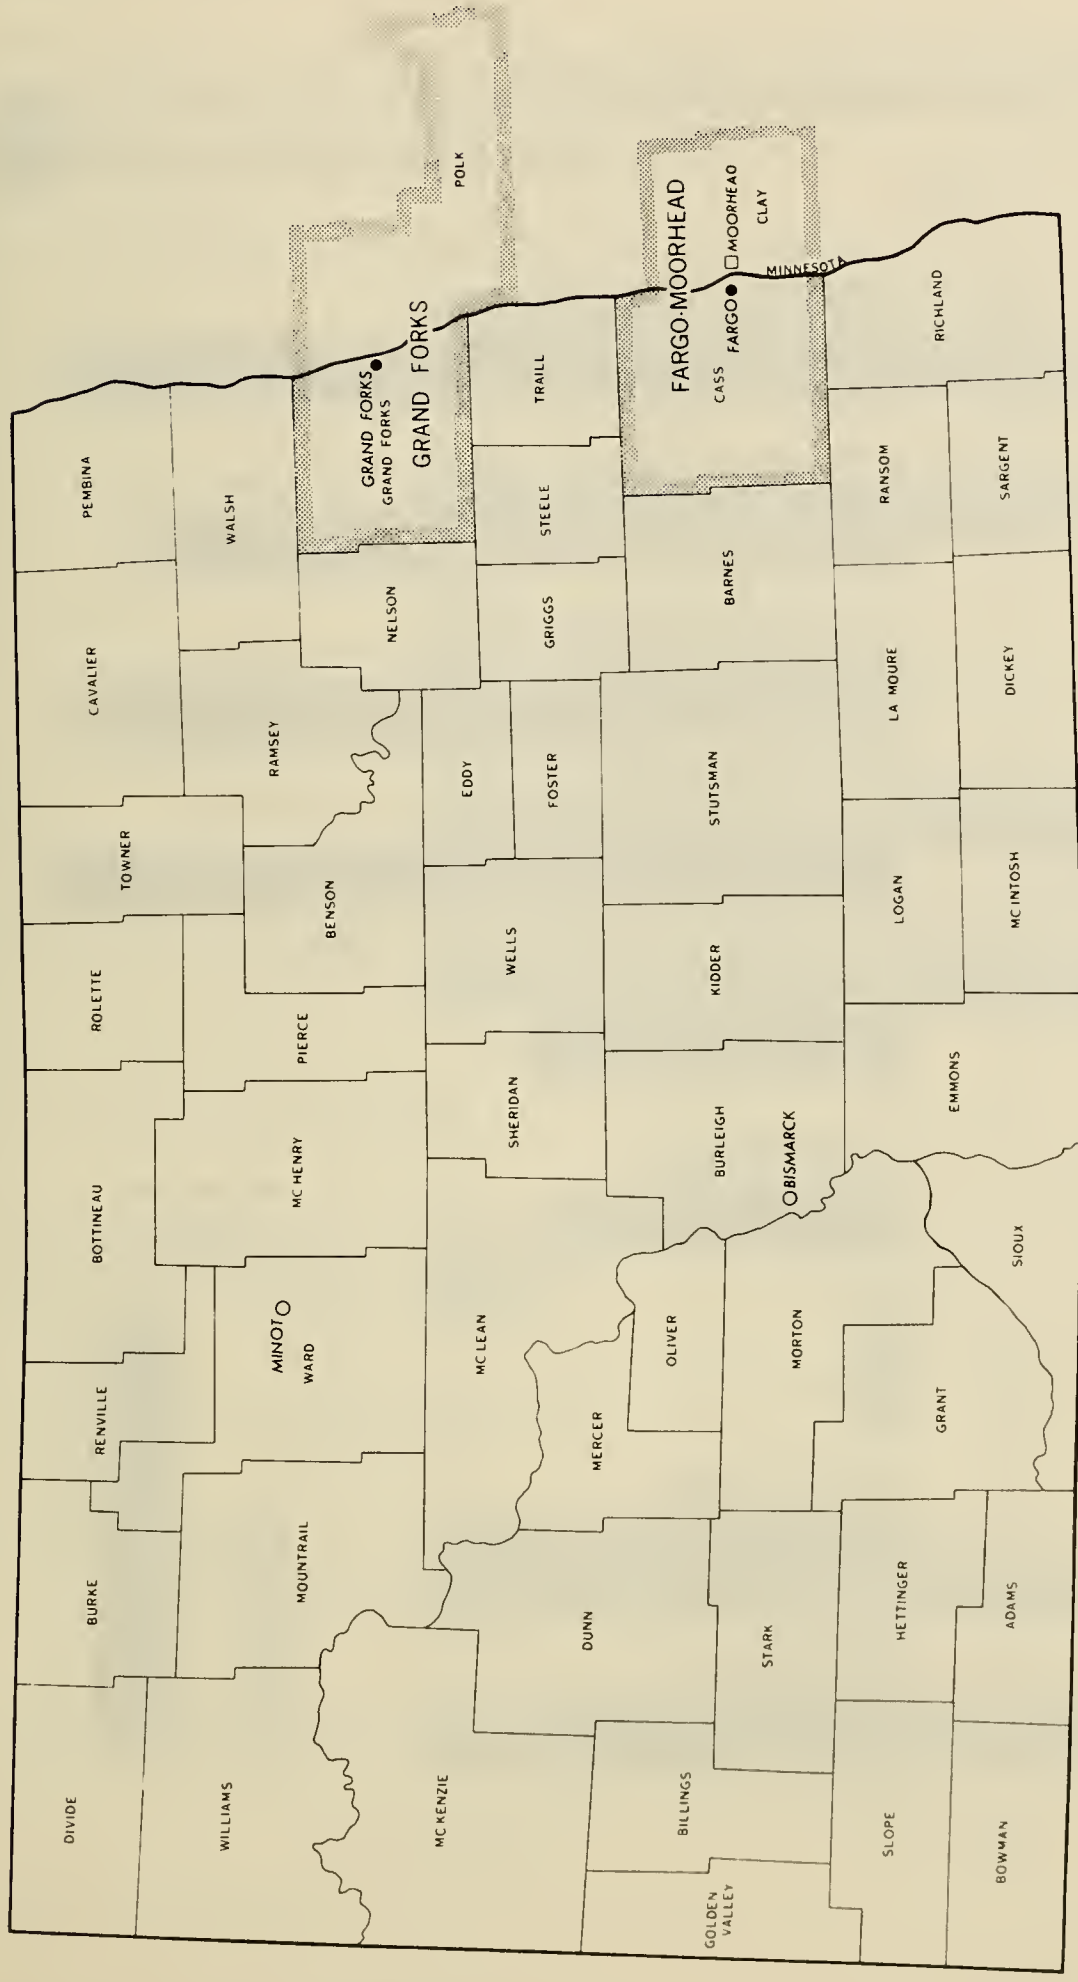 DIVIDE
BURKE
RENVILLE
BOTTINEAU
ROLETTE
TOWNER
CAVALIER
PEMBINA
WILLIAMS
MOUNTRAIL
MINOT
WARD
MC HENRY
PIERCE
BENSON
RAMSEY
WALSH
GRAND FORKS
GRAND FORKS
GRAND FORKS
POLK
NELSON
MC KENZIE
MC LEAN
SHERIDAN
WELLS
EDDY
FOSTER
GRIGGS
STEELE
TRAILL
DUNN
MERCER
OLIVER
BURLEIGH
BISMARCK
KIDDER
STUTSMAN
BARNES
CASS
FARGO-MOORHEAD
FARGO
MOORHEAD
CLAY
MINNESOTA
GOLDEN
VALLEY
BILLINGS
STARK
MORTON
SLOPE
HETTINGER
GRANT
EMMONS
LOGAN
LA MOURE
RANSOM
RICHLAND
BOWMAN
ADAMS
SIOUX
MC INTOSH
DICKEY
SARGENT